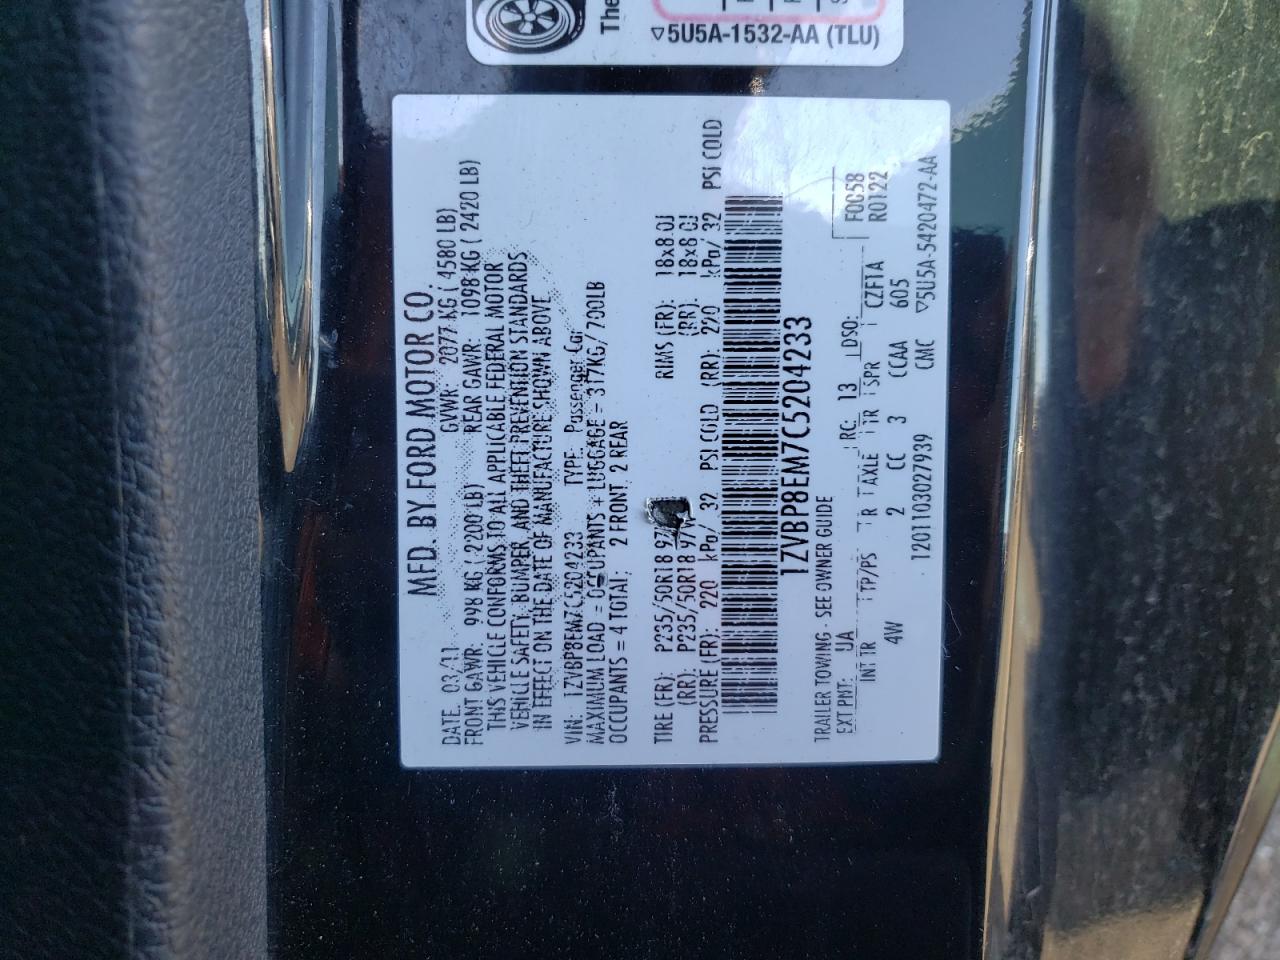 The
▽5U5A-1532-AA (TLU)
MFD. BY FORD MOTOR CO.
DATE: 03/11 GVWR: 2077 KG ( 4580 LB)
FRONT GAWR: 998 KG ( 2200 LB) REAR GAWR: 1098 KG ( 2420 LB)
THIS VEHICLE CONFORMS TO ALL APPLICABLE FEDERAL MOTOR
VEHICLE SAFETY, BUMPER, AND THEFT PREVENTION STANDARDS
IN EFFECT ON THE DATE OF MANUFACTURE SHOWN ABOVE
VIN: 1ZVBP8EM7C5204233 TYPE: Passenger Car
MAXIMUM LOAD = OCCUPANTS + LUGGAGE = 317KG/700LB
OCCUPANTS = 4 TOTAL: 2 FRONT 2 REAR
TIRE (FR): P235/50R18 RIMS (FR): 18x8.0J
(RR): P235/50R18 97W (RR): 18x8.0J
PRESSURE (FR): 220 kPa/ 32 PSI COLD (RR): 220 kPa/ 32 PSI COLD
1ZVBP8EM7C5204233
TRAILER TOWING - SEE OWNER GUIDE
F0058
R0122
EXT PNT: UA RC: 13 DSO:
INT TR TP/PS R AXLE TR SPR CZFTA
4W 2 CC 3 CCAA 605
CMC
1201103027939 ▽5U5A-5420472-AA